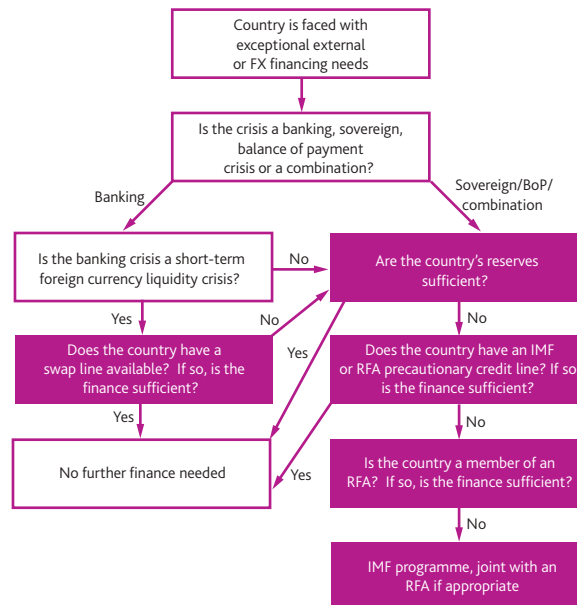 Country is faced with
exceptional external
or FX financing needs
Is the crisis a banking, sovereign,
balance of payment
crisis or a combination?
Banking
Sovereign/BoP/
combination
Is the banking crisis a short-term
foreign currency liquidity crisis?
No
Are the country's reserves
sufficient?
Yes
No
No
Does the country have a
swap line available? If so, is the
finance sufficient?
Yes
Does the country have an IMF
or RFA precautionary credit line? If so
is the finance sufficient?
Yes
No
No further finance needed
Yes
Is the country a member of an
RFA? If so, is the finance sufficient?
No
IMF programme, joint with an
RFA if appropriate